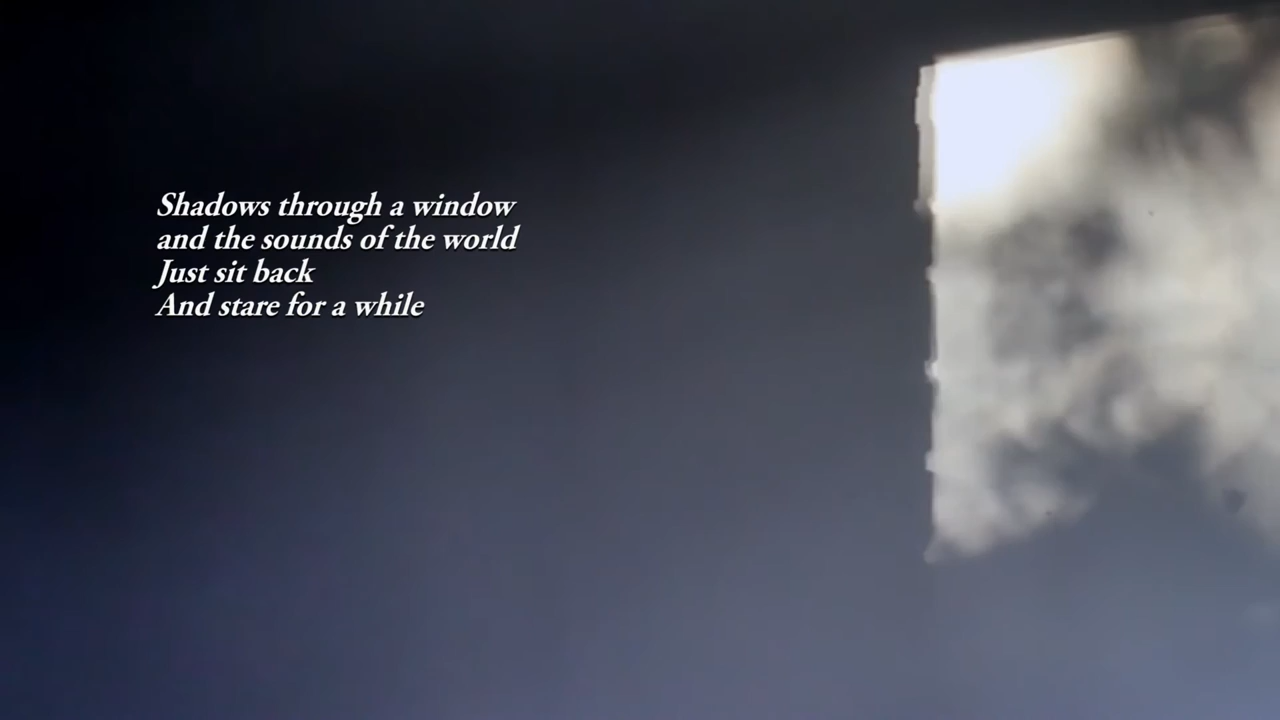 Shadows through a window
and the sounds of the world
Just sit back
And stare for a while